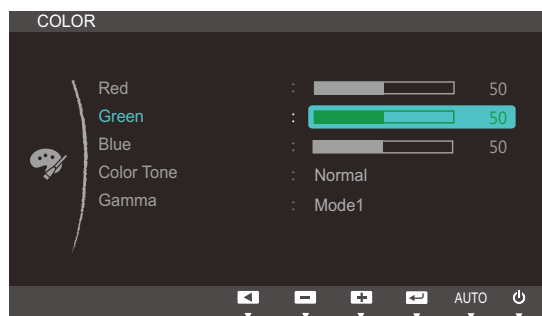 COLOR
Red : 50
Green : 50
Blue : 50
Color Tone : Normal
Gamma : Mode1
AUTO